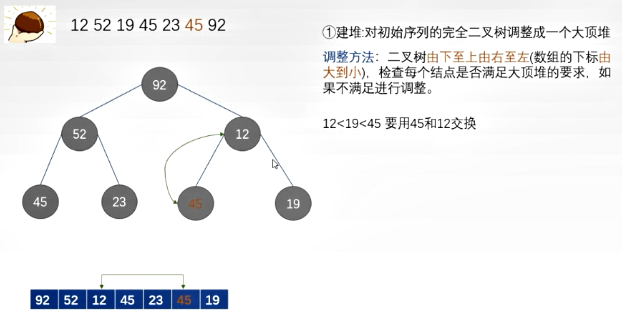 12 52 19 45 23 45 92
①建堆:对初始序列的完全二叉树调整成一个大顶堆
调整方法：二叉树由下至上由右至左(数组的下标由
大到小)，检查每个结点是否满足大顶堆的要求，如
果不满足进行调整。
12<19<45 要用45和12交换
92
52 12
45 23 45 19
92 52 12 45 23 45 19